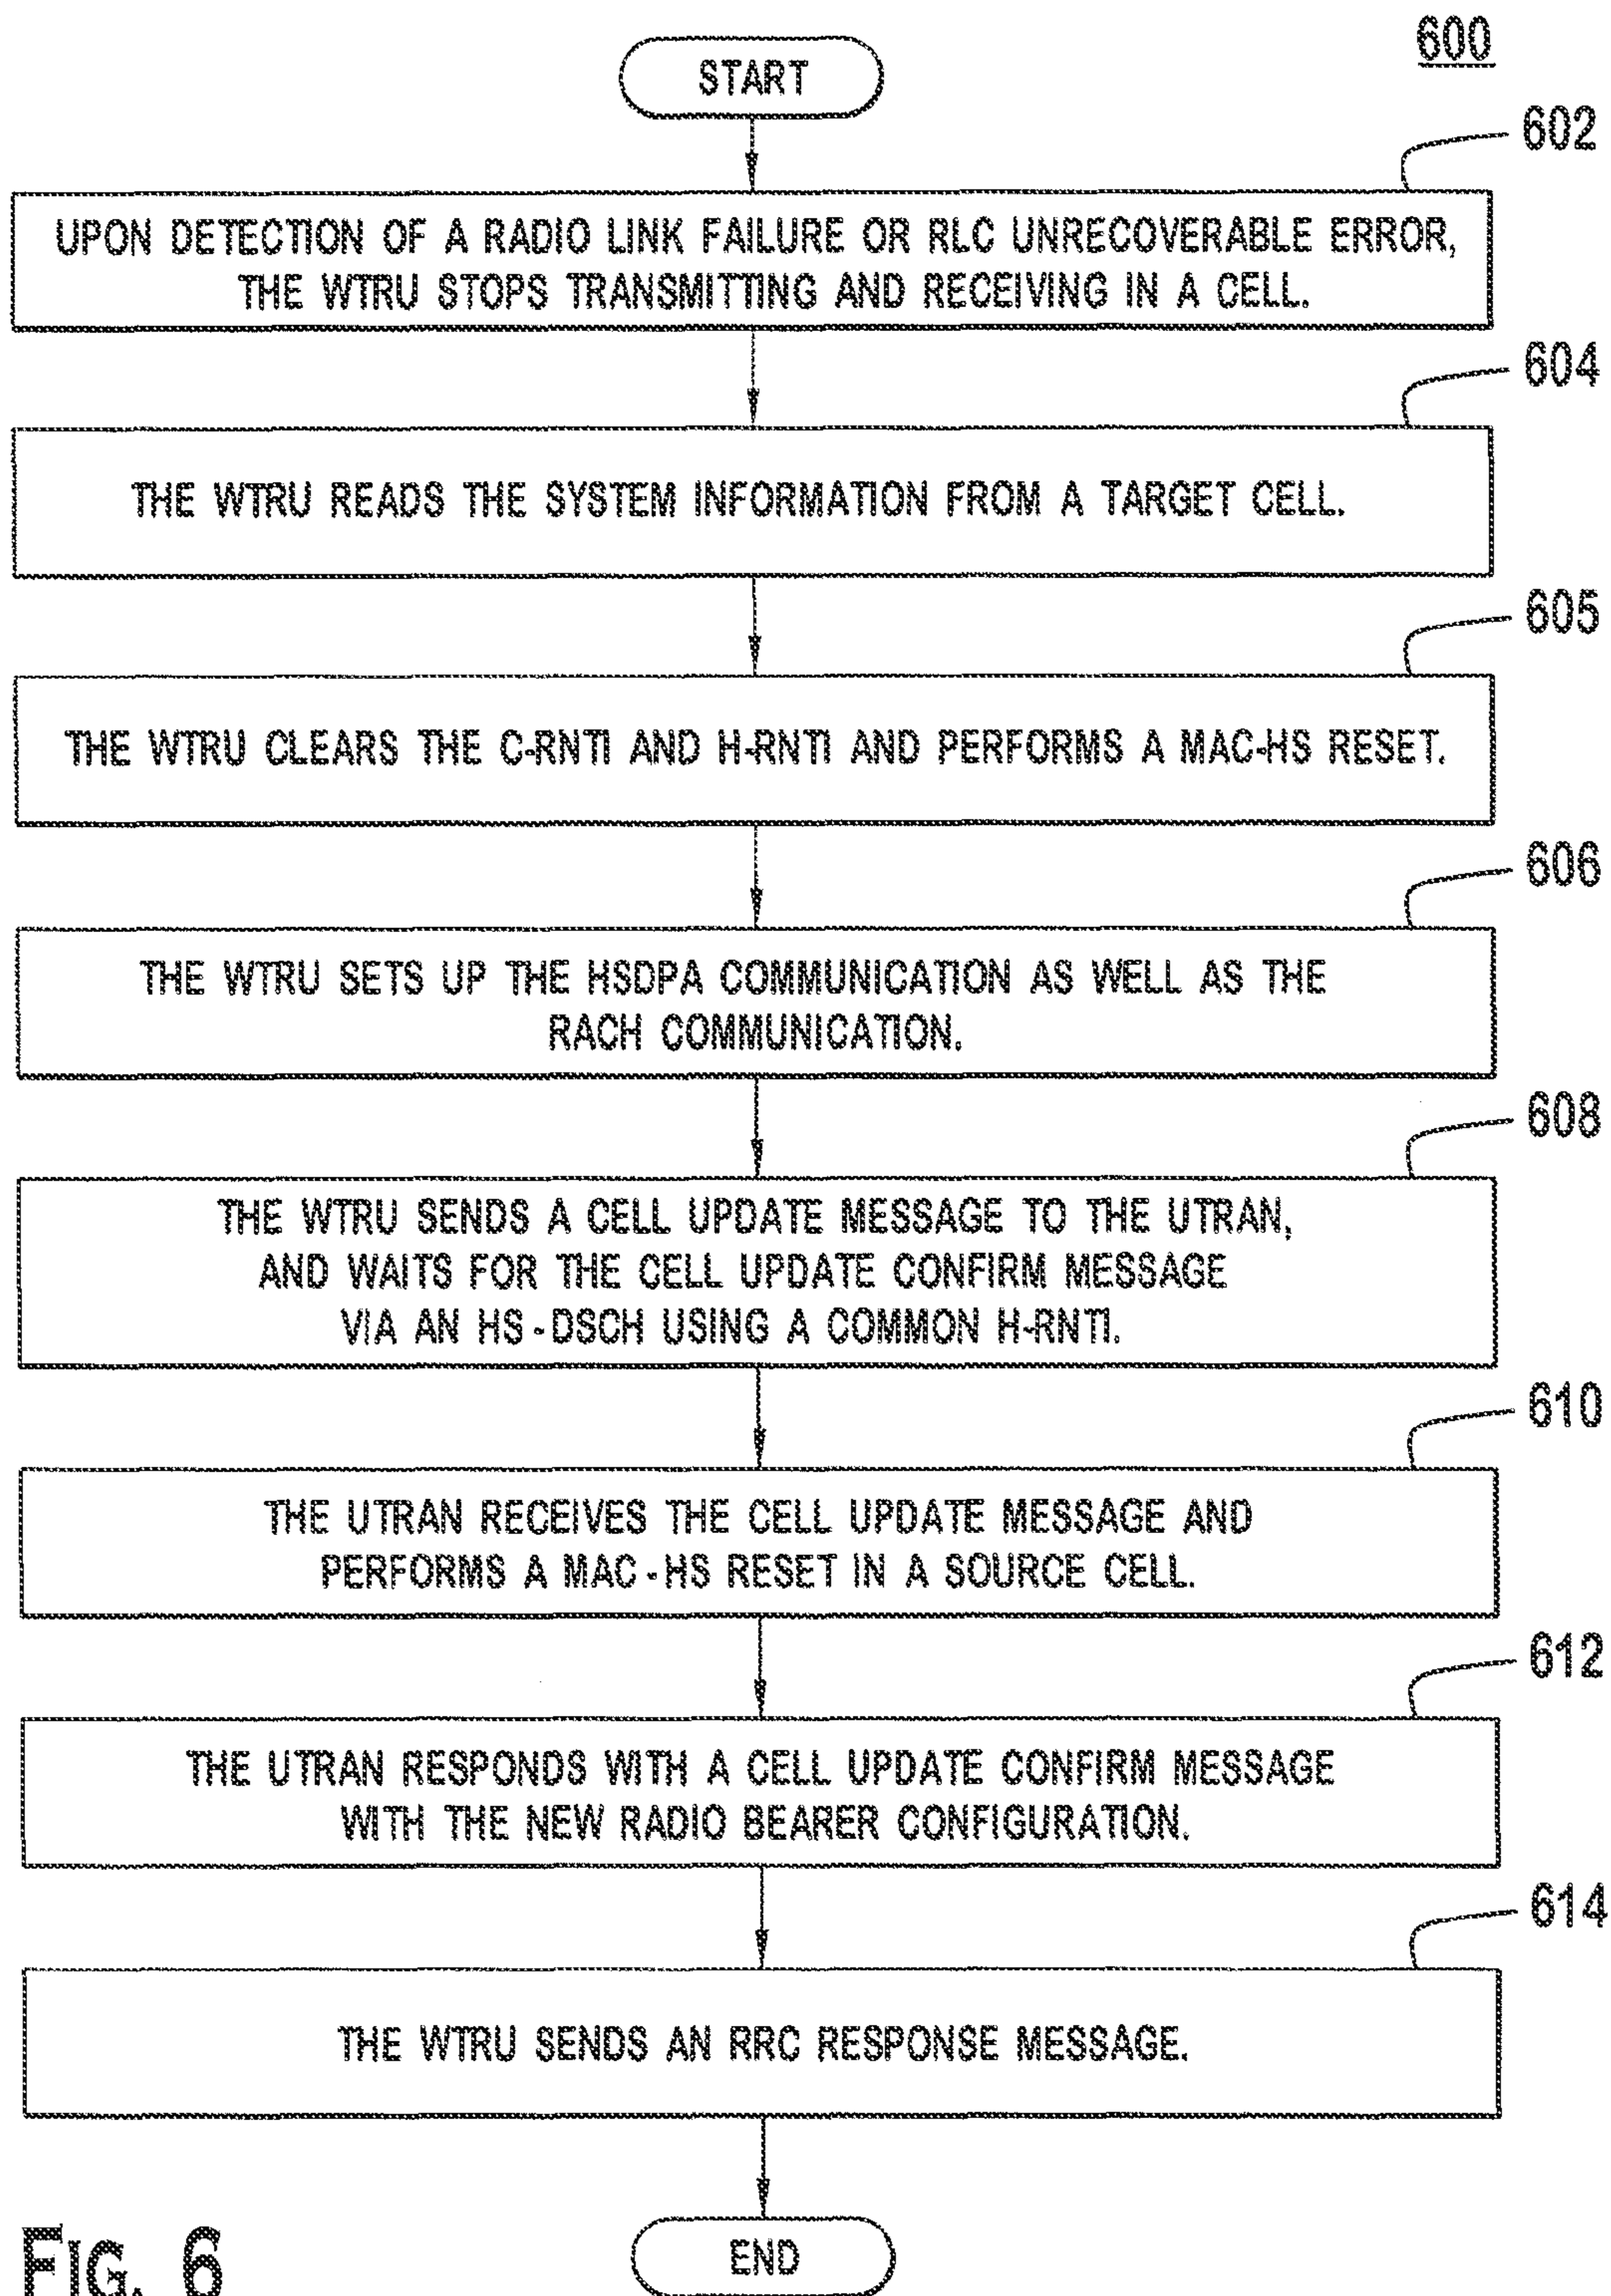 600
START
602
UPON DETECTION OF A RADIO LINK FAILURE OR RLC UNRECOVERABLE ERROR,
THE WTRU STOPS TRANSMITTING AND RECEIVING IN A CELL.
604
THE WTRU READS THE SYSTEM INFORMATION FROM A TARGET CELL.
605
THE WTRU CLEARS THE C-RNTI AND H-RNTI AND PERFORMS A MAC-HS RESET.
606
THE WTRU SETS UP THE HSDPA COMMUNICATION AS WELL AS THE
RACH COMMUNICATION.
608
THE WTRU SENDS A CELL UPDATE MESSAGE TO THE UTRAN,
AND WAITS FOR THE CELL UPDATE CONFIRM MESSAGE
VIA AN HS-DSCH USING A COMMON H-RNTI.
610
THE UTRAN RECEIVES THE CELL UPDATE MESSAGE AND
PERFORMS A MAC-HS RESET IN A SOURCE CELL.
612
THE UTRAN RESPONDS WITH A CELL UPDATE CONFIRM MESSAGE
WITH THE NEW RADIO BEARER CONFIGURATION.
614
THE WTRU SENDS AN RRC RESPONSE MESSAGE.
END
FIG. 6